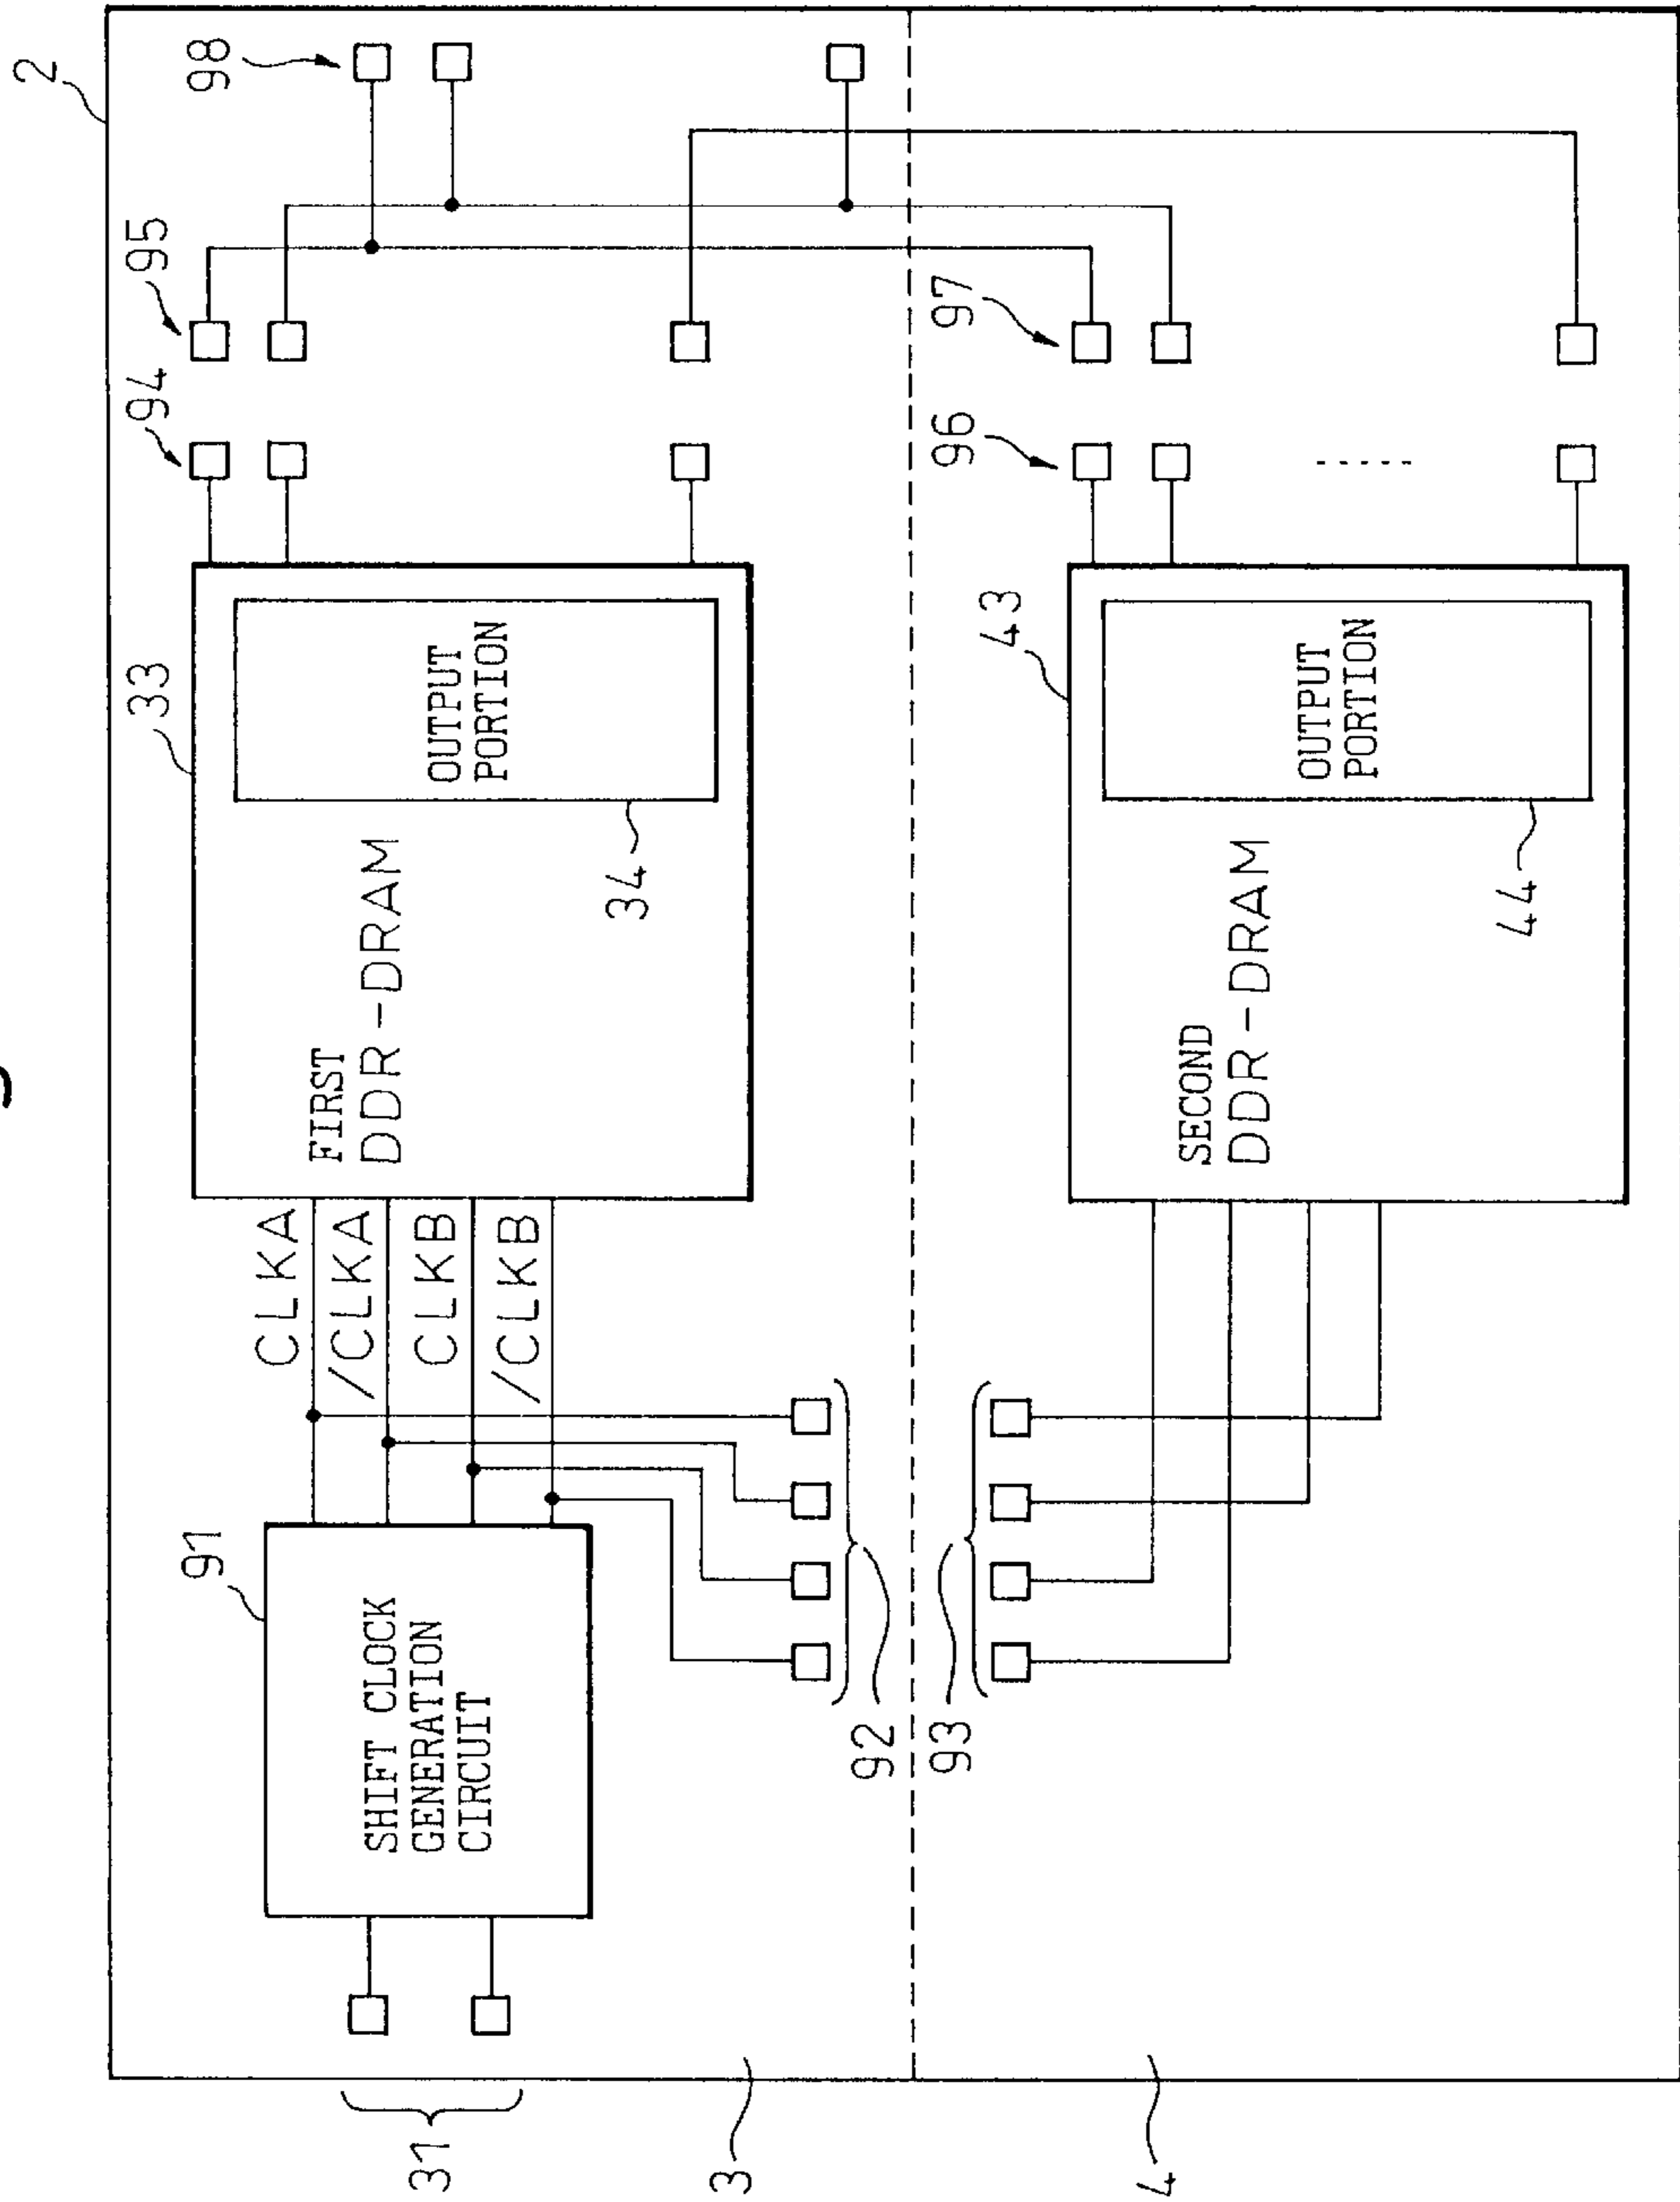 2
98
95
94
97
96
33
FIRST
DDR-DRAM
OUTPUT
PORTION
34
43
SECOND
DDR-DRAM
OUTPUT
PORTION
44
CLKA
/CLKA
CLKB
/CLKB
91
SHIFT CLOCK
GENERATION
CIRCUIT
92
93
31
3
4